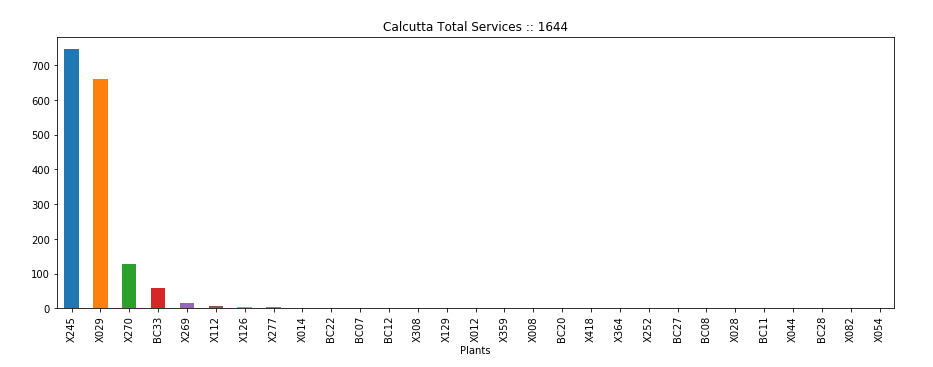 Calcutta Total Services :: 1644
700
600
500
400
300
200
100
0
X245 X029 X270 BC33 X269 X112 X126 X277 X014 BC22 BC07 BC12 X308 X129 X012 X359 X008 BC20 X418 X364 X252 BC27 BC08 X028 BC11 X044 BC28 X082 X054
Plants